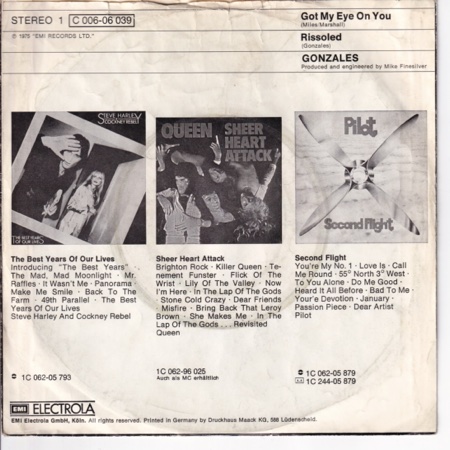 STEREO 1 C 006-06 039
℗ 1975 "EMI RECORDS LTD."
Got My Eye On You
(Miles/Marshall)
Rissoled
(Gonzales)
GONZALES
Produced and engineered by Mike Finesilver
STEVE HARLEY
COCKNEY REBEL
THE BEST YEARS
OF OUR LIVES
QUEEN SHEER
HEART
ATTACK
Pilot
Second Flight
The Best Years Of Our Lives
Introducing "The Best Years" ·
The Mad, Mad Moonlight · Mr.
Raffles · It Wasn't Me · Panorama ·
Make Me Smile · Back To The
Farm · 49th Parallel · The Best
Years Of Our Lives
Steve Harley And Cockney Rebel
1C 062-05 793
Sheer Heart Attack
Brighton Rock · Killer Queen · Te-
nement Funster · Flick Of The
Wrist · Lily Of The Valley · Now
I'm Here · In The Lap Of The Gods
· Stone Cold Crazy · Dear Friends
· Misfire · Bring Back That Leroy
Brown · She Makes Me · In The
Lap Of The Gods ... Revisited
Queen
1C 062-96 025
Auch als MC erhältlich
Second Flight
You're My No. 1 · Love Is · Call
Me Round · 55° North 3° West ·
To You Alone · Do Me Good ·
Heard It All Before · Bad To Me ·
Your'e Devotion · January ·
Passion Piece · Dear Artist
Pilot
1C 062-05 879
1C 244-05 879
EMI ELECTROLA
EMI Electrola GmbH, Köln. All rights reserved. Printed in Germany by Druckhaus Maack KG, 588 Lüdenscheid.